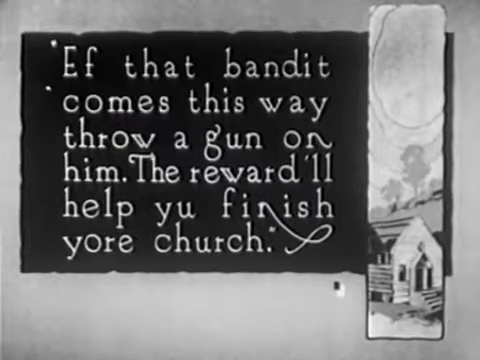 "Ef that bandit
comes this way
throw a gun on
him. The reward'll
help yu finish
yore church."